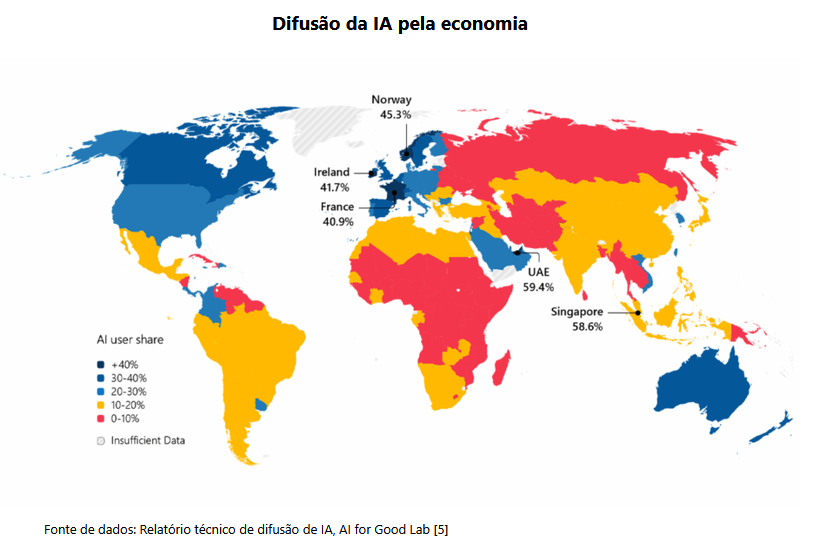 Difusão da IA pela economia
Norway
45.3%
Ireland
41.7%
France
40.9%
UAE
59.4%
Singapore
58.6%
AI user share
+40%
30-40%
20-30%
10-20%
0-10%
Insufficient Data
Fonte de dados: Relatório técnico de difusão de IA, AI for Good Lab [5]